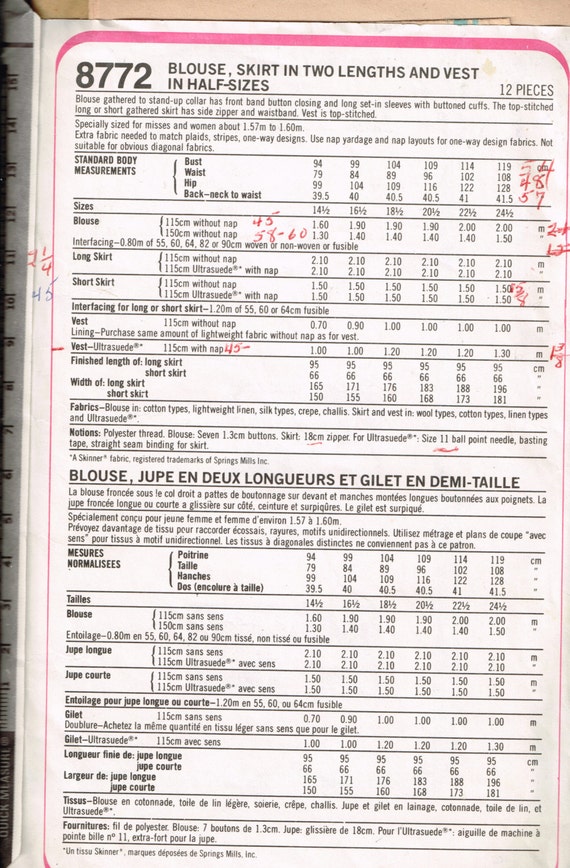 8772 BLOUSE, SKIRT IN TWO LENGTHS AND VEST
IN HALF-SIZES 12 PIECES
Blouse gathered to stand-up collar has front band button closing and long set-in sleeves with buttoned cuffs. The top-stitched
long or short gathered skirt has side zipper and waistband. Vest is top-stitched.
Specially sized for misses and women about 1.57m to 1.60m.
Extra fabric needed to match plaids, stripes, one-way designs. Use nap yardage and nap layouts for one-way design fabrics. Not
suitable for obvious diagonal fabrics.
STANDARD BODY MEASUREMENTS
Bust 94 99 104 109 114 119 cm
Waist 79 84 89 96 102 108 48
Hip 99 104 109 116 122 128 "
Back-neck to waist 39.5 40 40.5 40.5 41 41.5 57
Sizes 14½ 16½ 18½ 20½ 22½ 24½
Blouse 115cm without nap 45 1.60 1.90 1.90 1.90 2.00 2.00 m
150cm without nap 58-60 1.30 1.40 1.40 1.40 1.40 1.50 "
Interfacing-0.80m of 55, 60, 64, 82 or 90cm woven or non-woven or fusible
Long Skirt 115cm without nap 2.10 2.10 2.10 2.10 2.10 2.10 m
115cm Ultrasuede®* with nap 2.10 2.10 2.10 2.10 2.10 2.10 "
45
Short Skirt 115cm without nap 1.50 1.50 1.50 1.50 1.50 1.50 m
115cm Ultrasuede®* with nap 1.50 1.50 1.50 1.50 1.50 1.50 "
Interfacing for long or short skirt-1.20m of 55, 60 or 64cm fusible
Vest 115cm without nap 0.70 0.90 1.00 1.00 1.00 1.00 m
Lining-Purchase same amount of lightweight fabric without nap as for vest.
Vest-Ultrasuede®* 115cm with nap 45- 1.00 1.00 1.20 1.20 1.20 1.30 m
Finished length of: long skirt 95 95 95 95 95 95 cm
short skirt 66 66 66 66 66 66 "
Width of: long skirt 165 171 176 183 188 196 "
short skirt 150 155 160 168 173 181 "
Fabrics-Blouse in: cotton types, lightweight linen, silk types, crepe, challis. Skirt and vest in: wool types, cotton types, linen types
and Ultrasuede®*.
Notions: Polyester thread. Blouse: Seven 1.3cm buttons. Skirt: 18cm zipper. For Ultrasuede®*: Size 11 ball point needle, basting
tape, straight seam binding for skirt.
*A Skinner® fabric, registered trademarks of Springs Mills Inc.
BLOUSE, JUPE EN DEUX LONGUEURS ET GILET EN DEMI-TAILLE
La blouse froncée sous le col droit a pattes de boutonnage sur devant et manches montées longues boutonnées aux poignets. La
jupe froncée longue ou courte a glissière sur côté, ceinture et surpiqûres. Le gilet est surpiqué.
Spécialement conçu pour jeune femme et femme d'environ 1.57 à 1.60m.
Prévoyez davantage de tissu pour raccorder écossais, rayures, motifs unidirectionnels. Utilisez métrage et plans de coupe "avec
sens" pour tissus à motif unidirectionnel. Les tissus à diagonales distinctes ne conviennent pas à ce patron.
MESURES NORMALISEES
Poitrine 94 99 104 109 114 119 cm
Taille 79 84 89 96 102 108 "
Hanches 99 104 109 116 122 128 "
Dos (encolure à taille) 39.5 40 40.5 40.5 41 41.5 "
Tailles 14½ 16½ 18½ 20½ 22½ 24½
Blouse 115cm sans sens 1.60 1.90 1.90 1.90 2.00 2.00 m
150cm sans sens 1.30 1.40 1.40 1.40 1.40 1.50 "
Entoilage-0.80m en 55, 60, 64, 82 ou 90cm tissé, non tissé ou fusible
Jupe longue 115cm sans sens 2.10 2.10 2.10 2.10 2.10 2.10 m
115cm Ultrasuede®* avec sens 2.10 2.10 2.10 2.10 2.10 2.10 "
Jupe courte 115cm sans sens 1.50 1.50 1.50 1.50 1.50 1.50 m
115cm Ultrasuede®* avec sens 1.50 1.50 1.50 1.50 1.50 1.50 "
Entoilage pour jupe longue ou courte-1.20m en 55, 60, ou 64cm fusible
Gilet 115cm sans sens 0.70 0.90 1.00 1.00 1.00 1.00 m
Doublure-Achetez la même quantité en tissu léger sans sens que pour le gilet.
Gilet-Ultrasuede®* 115cm avec sens 1.00 1.00 1.20 1.20 1.20 1.30 m
Longueur finie de: jupe longue 95 95 95 95 95 95 cm
jupe courte 66 66 66 66 66 66 "
Largeur de: jupe longue 165 171 176 183 188 196 "
jupe courte 150 155 160 168 173 181 "
Tissus-Blouse en cotonnade, toile de lin légère, soierie, crêpe, challis. Jupe et gilet en lainage, cotonnade, toile de lin, et
Ultrasuede®*.
Fournitures: fil de polyester. Blouse: 7 boutons de 1.3cm. Jupe: glissière de 18cm. Pour l'Ultrasuede®*: aiguille de machine à
pointe bille n° 11, extra-fort pour la jupe.
*Un tissu Skinner®, marques déposées de Springs Mills, Inc.
QUICK MEASURE®